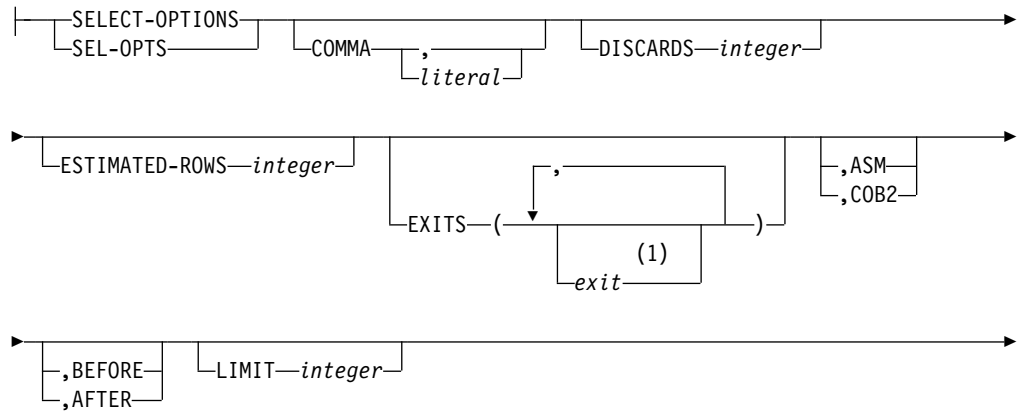 SELECT-OPTIONS
SEL-OPTS
COMMA , literal
DISCARDS integer
ESTIMATED-ROWS integer
EXITS ( , exit (1) )
,ASM
,COB2
,BEFORE
,AFTER
LIMIT integer